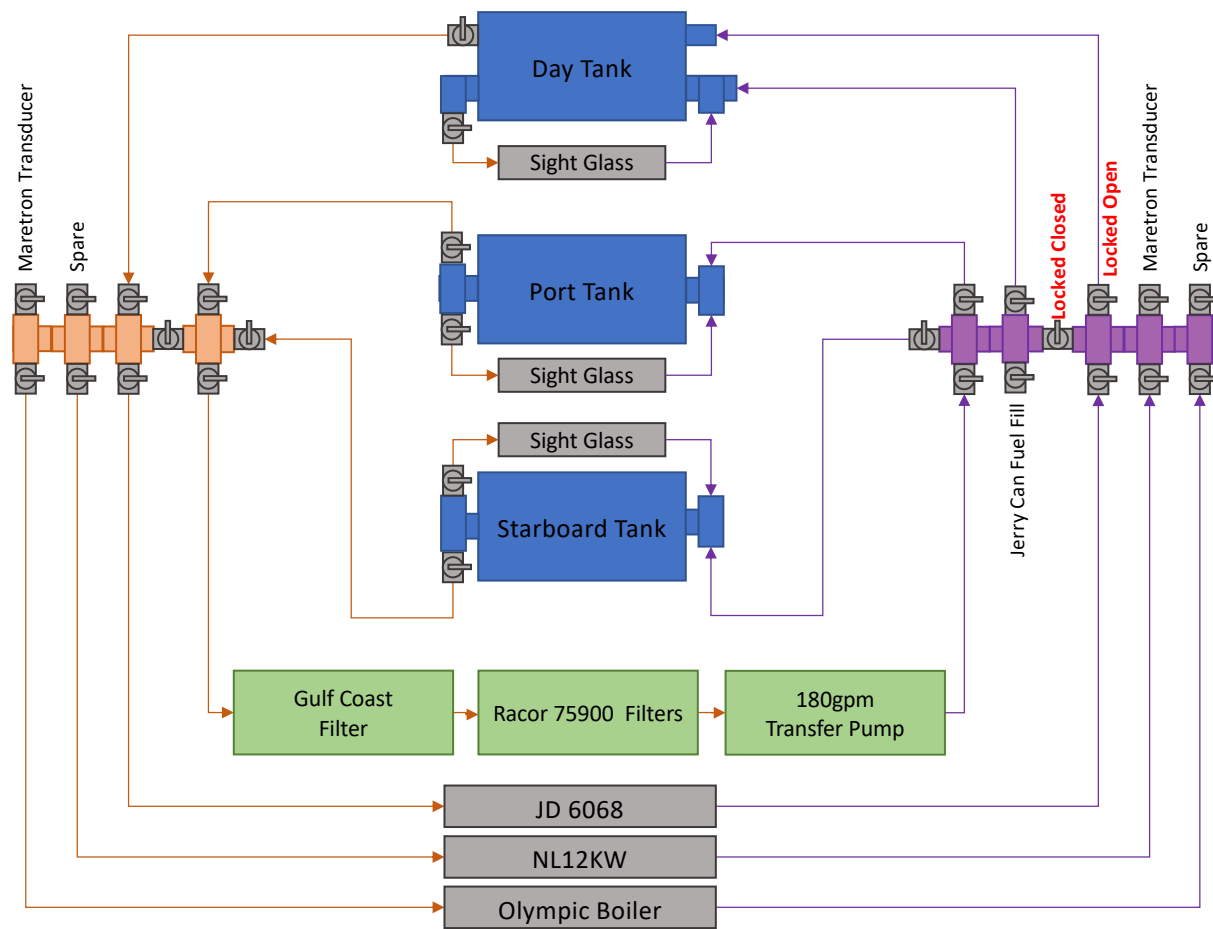 Day Tank
Sight Glass
Maretron Transducer
Spare
Port Tank
Sight Glass
Locked Closed
Locked Open
Maretron Transducer
Spare
Sight Glass
Starboard Tank
Jerry Can Fuel Fill
Gulf Coast
Filter
Racor 75900 Filters
180gpm
Transfer Pump
JD 6068
NL12KW
Olympic Boiler